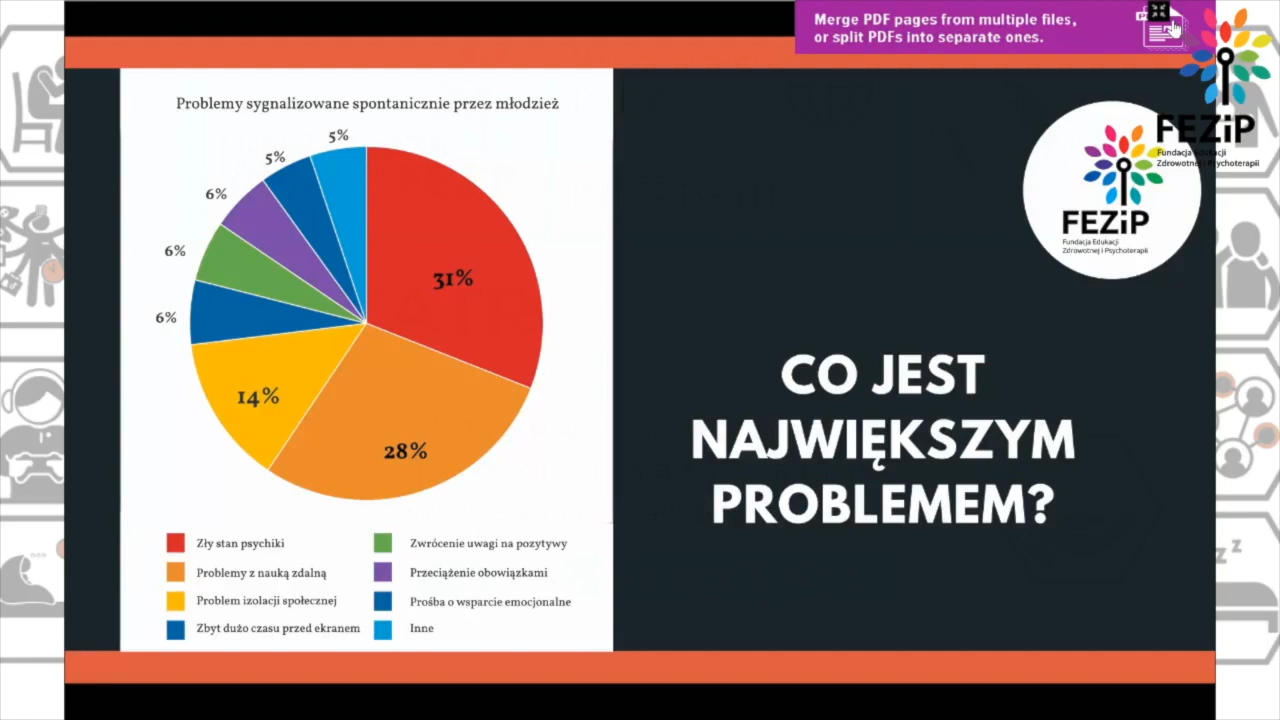 Merge PDF pages from multiple files,
or split PDFs into separate ones.
FEZiP
Fundacja Edukacji
Zdrowotnej i Psychoterapii
FEZiP
Fundacja Edukacji
Zdrowotnej i Psychoterapii
Problemy sygnalizowane spontanicznie przez młodzież
5%
5%
6%
6%
6%
31%
14%
28%
CO JEST
NAJWIĘKSZYM
PROBLEMEM?
Zły stan psychiki
Problemy z nauką zdalną
Problem izolacji społecznej
Zbyt dużo czasu przed ekranem
Zwrócenie uwagi na pozytywy
Przeciążenie obowiązkami
Prośba o wsparcie emocjonalne
Inne